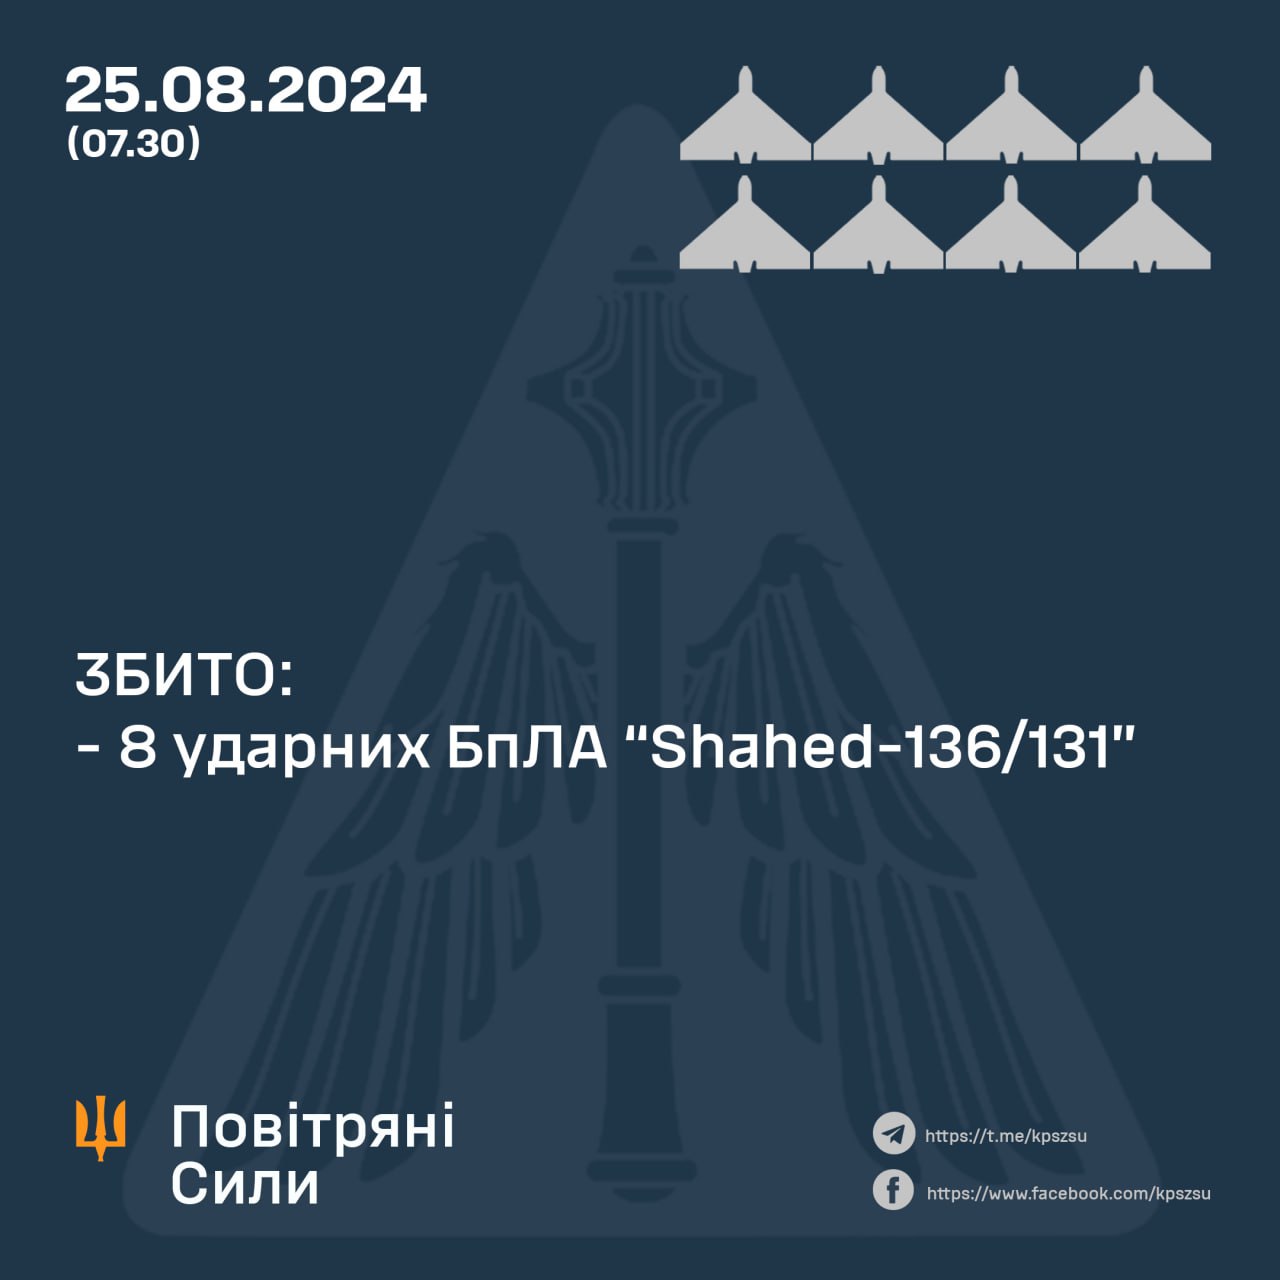 25.08.2024
(07.30)
ЗБИТО:
- 8 ударних БпЛА “Shahed-136/131”
Повітряні
Сили
https://t.me/kpszsu
https://www.facebook.com/kpszsu